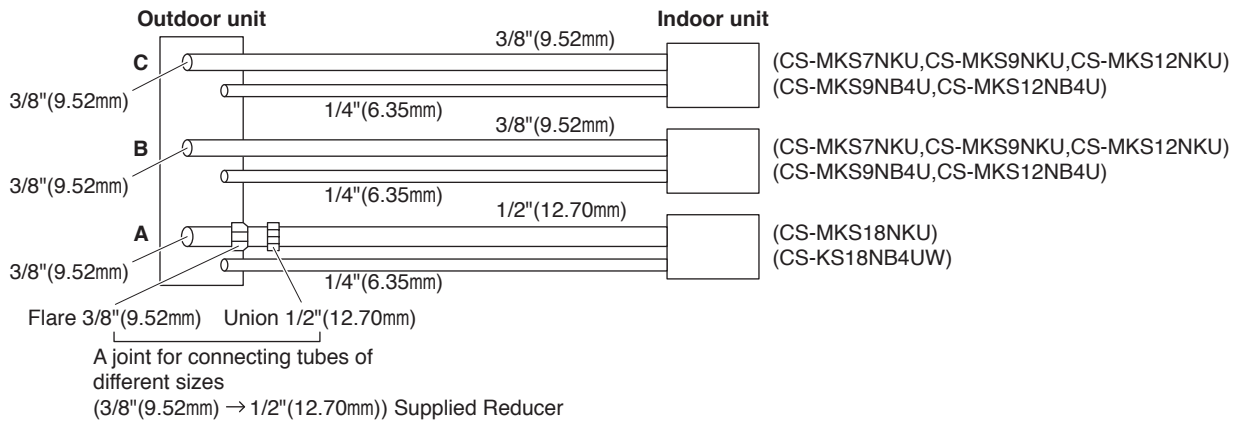 Outdoor unit
Indoor unit
C
3/8"(9.52mm)
3/8"(9.52mm)
1/4"(6.35mm)
(CS-MKS7NKU,CS-MKS9NKU,CS-MKS12NKU)
(CS-MKS9NB4U,CS-MKS12NB4U)
B
3/8"(9.52mm)
3/8"(9.52mm)
1/4"(6.35mm)
(CS-MKS7NKU,CS-MKS9NKU,CS-MKS12NKU)
(CS-MKS9NB4U,CS-MKS12NB4U)
A
1/2"(12.70mm)
3/8"(9.52mm)
1/4"(6.35mm)
(CS-MKS18NKU)
(CS-KS18NB4UW)
Flare 3/8"(9.52mm)
Union 1/2"(12.70mm)
A joint for connecting tubes of
different sizes
(3/8"(9.52mm) → 1/2"(12.70mm)) Supplied Reducer